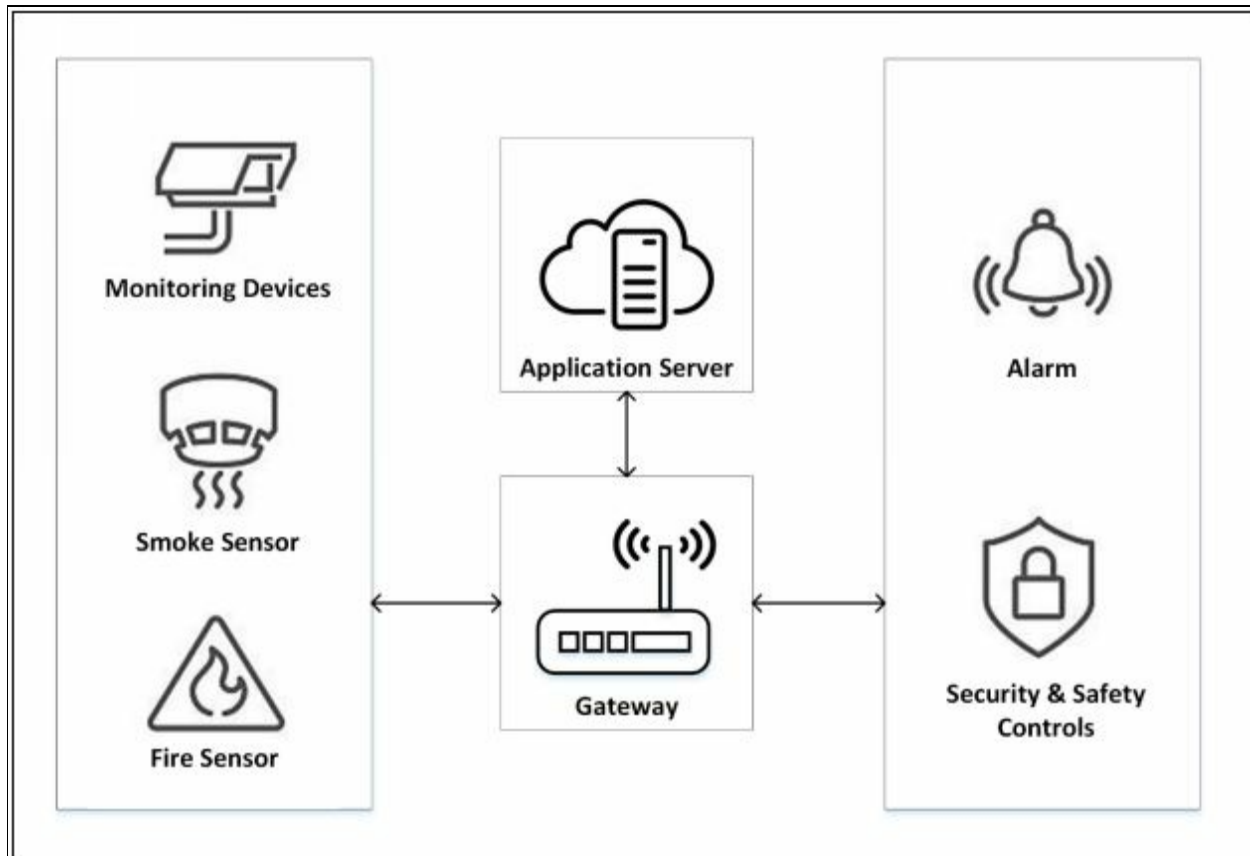 Monitoring Devices
Smoke Sensor
Fire Sensor
Application Server
Gateway
Alarm
Security & Safety
Controls